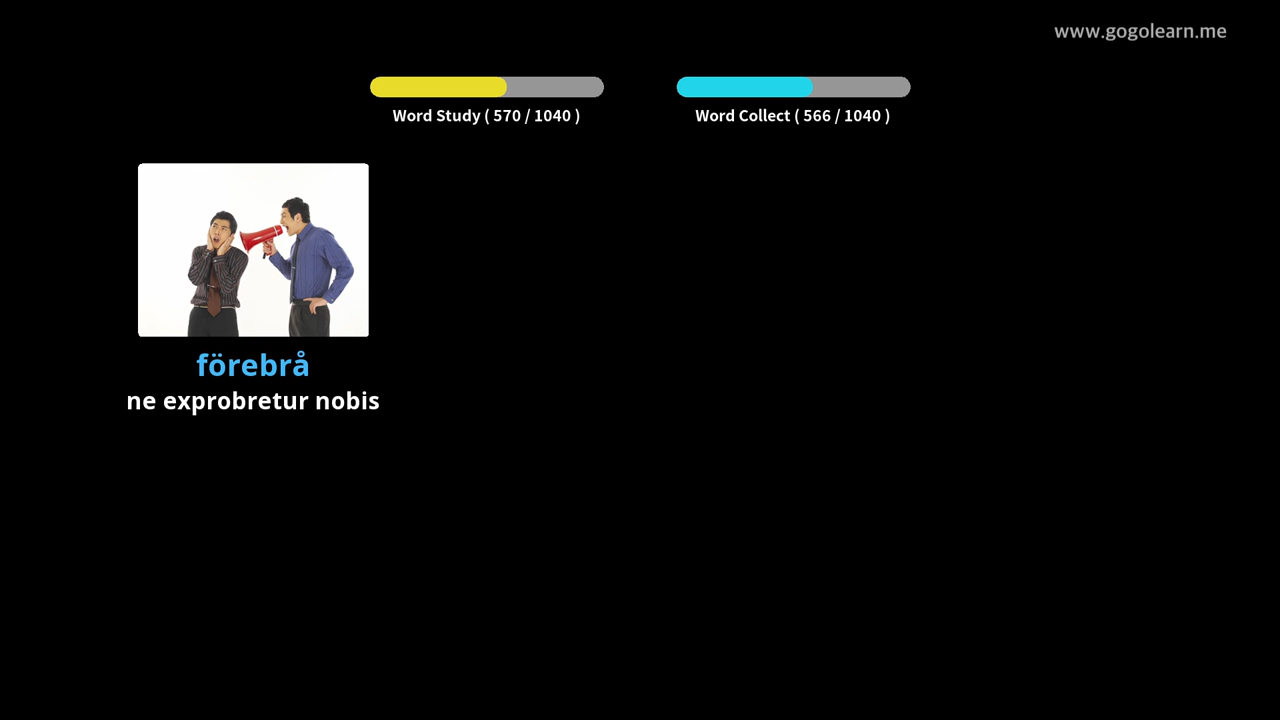 www.gogolearn.me
Word Study ( 570 / 1040 )
Word Collect ( 566 / 1040 )
förebrå
ne exprobretur nobis